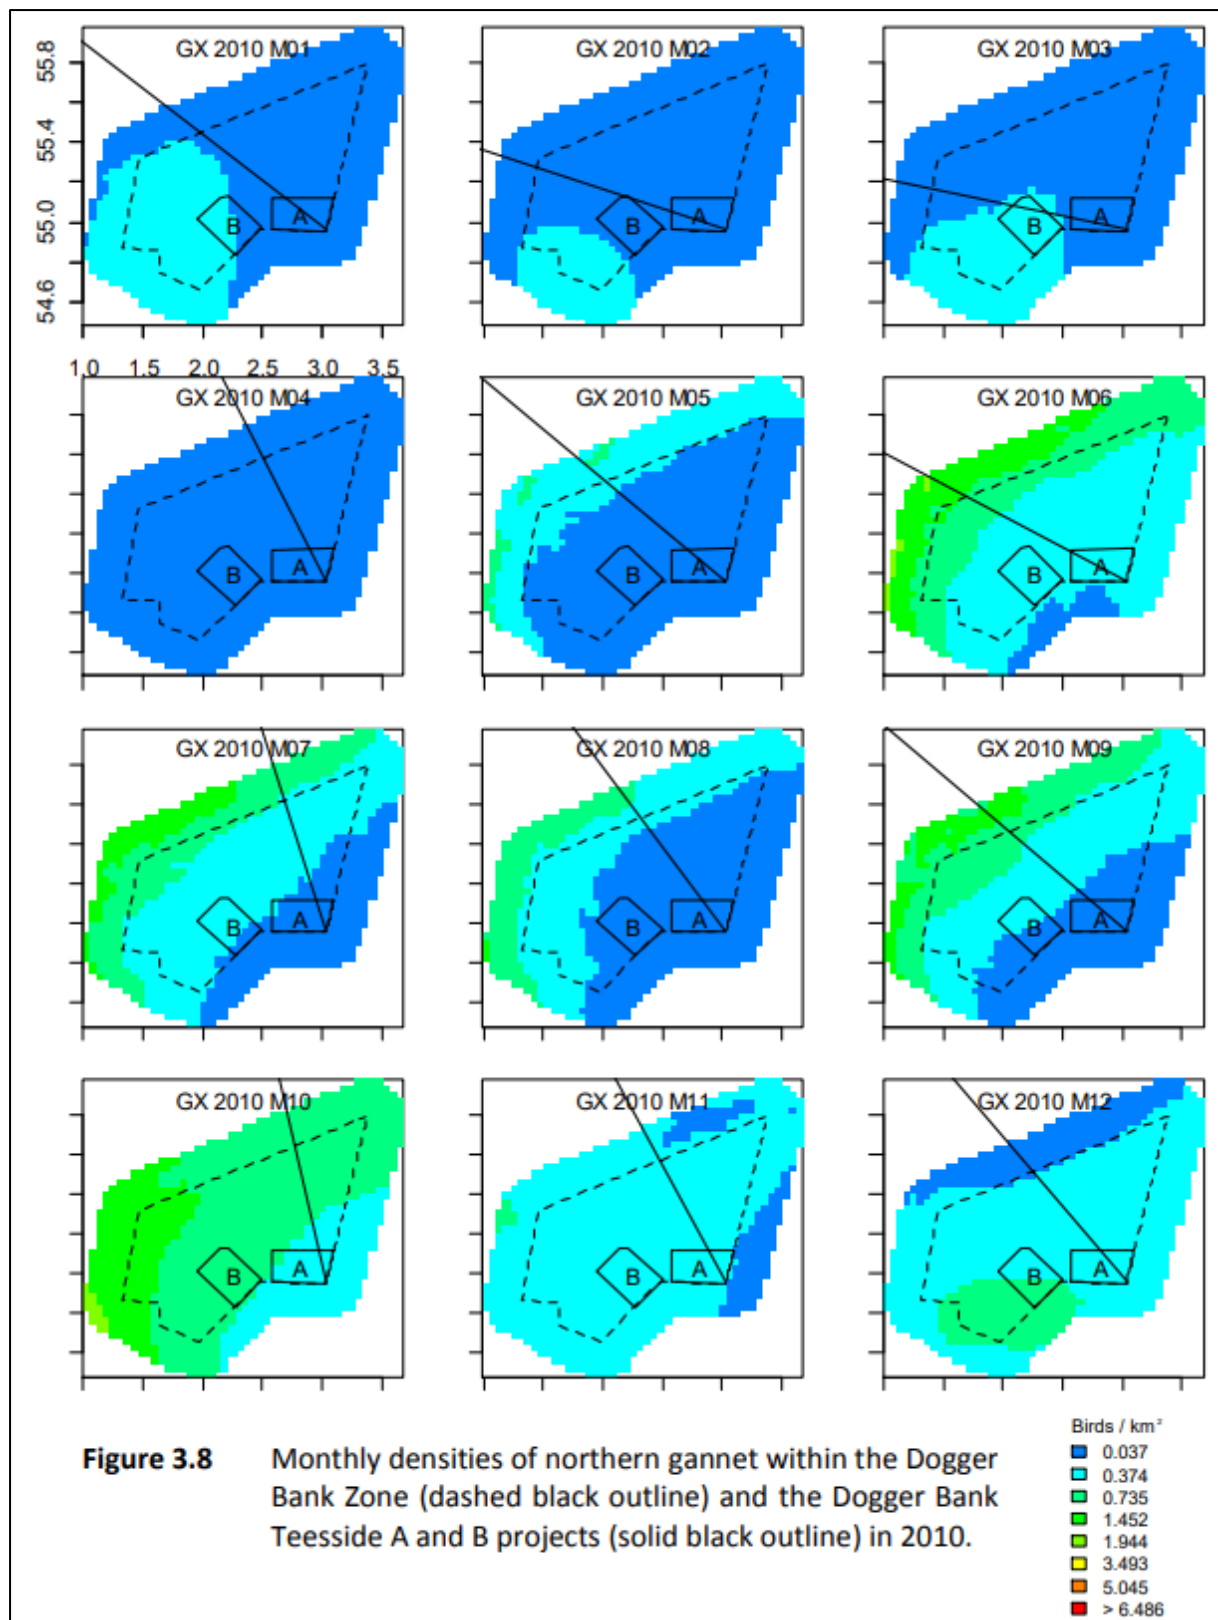 GX 2010 M01
GX 2010 M02
GX 2010 M03
55.8
55.4
55.0
54.6
B
A
B
A
B
A
1.0 1.5 2.0 2.5 3.0 3.5
GX 2010 M04
GX 2010 M05
GX 2010 M06
B
A
B
A
B
A
GX 2010 M07
GX 2010 M08
GX 2010 M09
B
A
B
A
B
A
GX 2010 M10
GX 2010 M11
GX 2010 M12
B
A
B
A
B
A
Birds / km²
0.037
0.374
0.735
1.452
1.944
3.493
5.045
> 6.486
Figure 3.8 Monthly densities of northern gannet within the Dogger
Bank Zone (dashed black outline) and the Dogger Bank
Teesside A and B projects (solid black outline) in 2010.